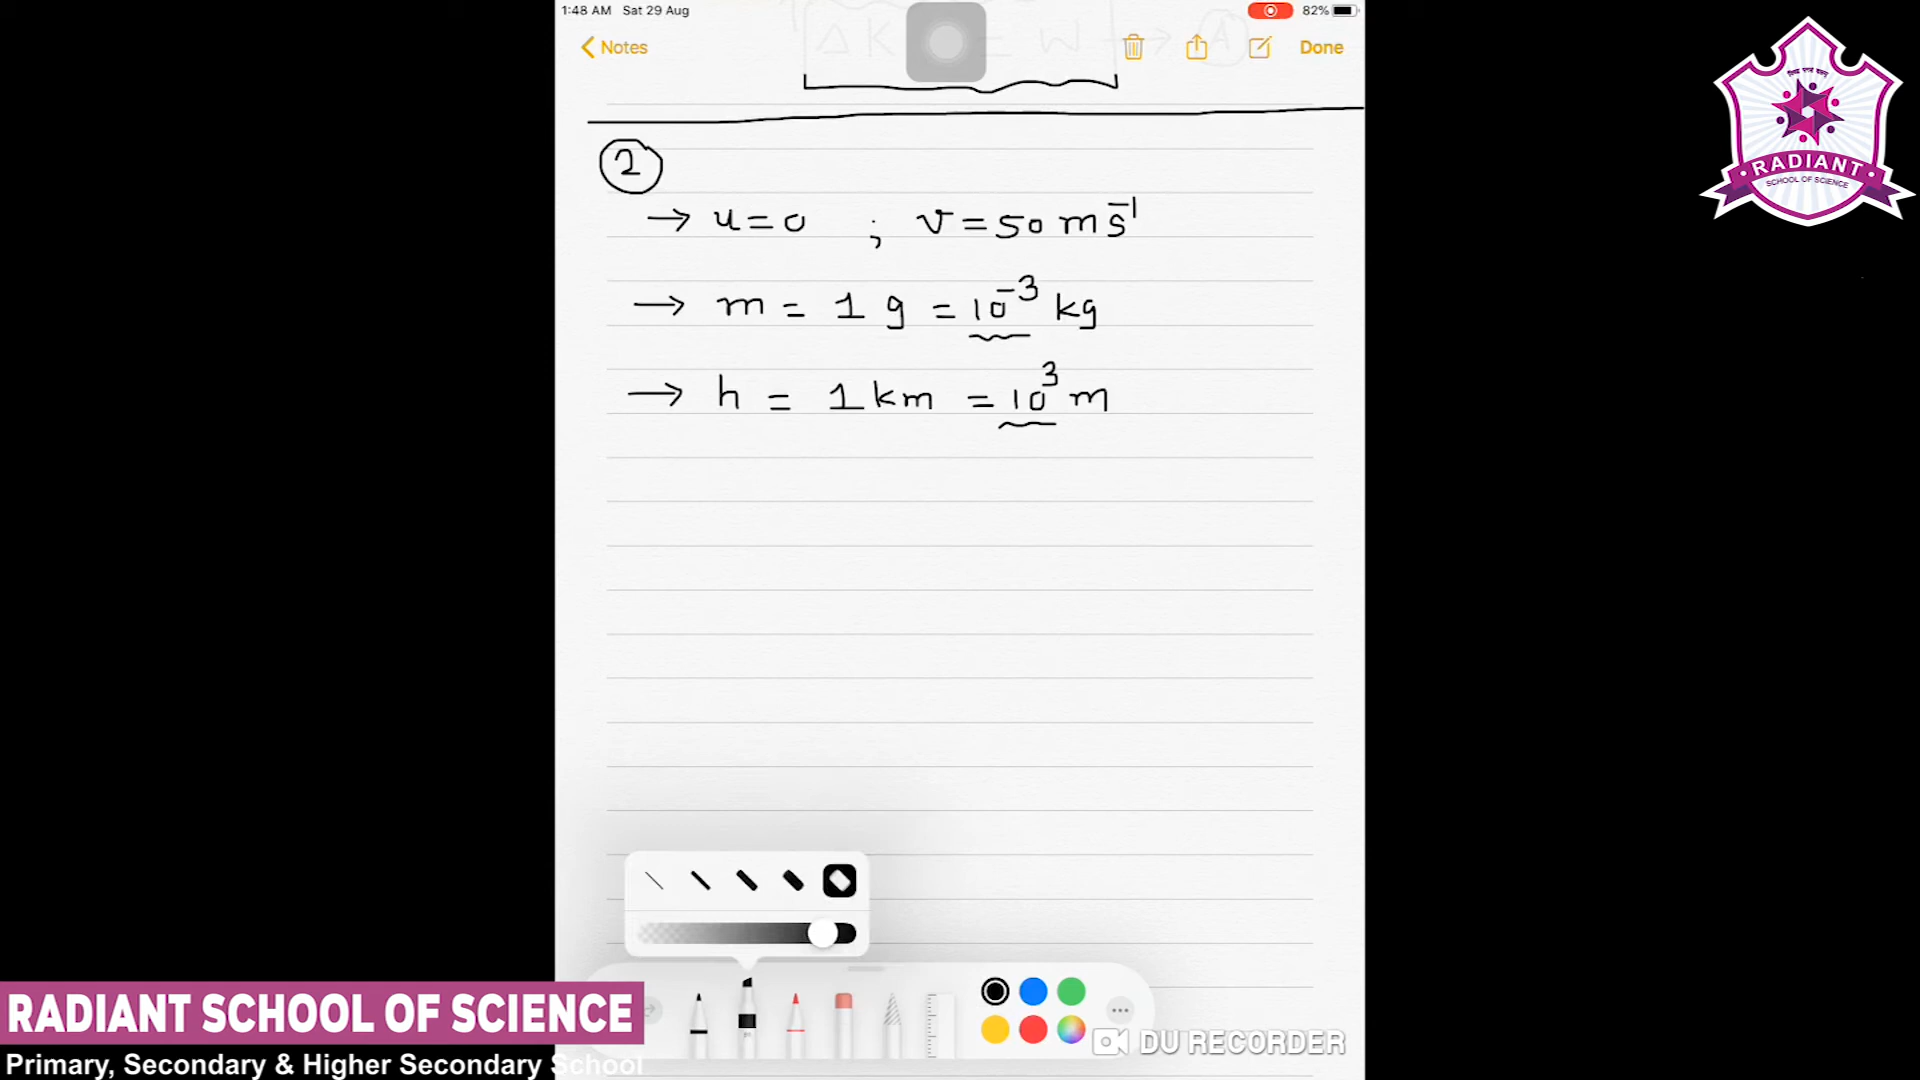 1:48 AM Sat 29 Aug 82%
ΔK = W → A
Notes Done
2
→ u = 0 ; v = 50 m s⁻¹
→ m = 1 g = 10⁻³ kg
→ h = 1 km = 10³ m
RADIANT
SCHOOL OF SCIENCE
RADIANT SCHOOL OF SCIENCE
Primary, Secondary & Higher Secondary School
DU RECORDER